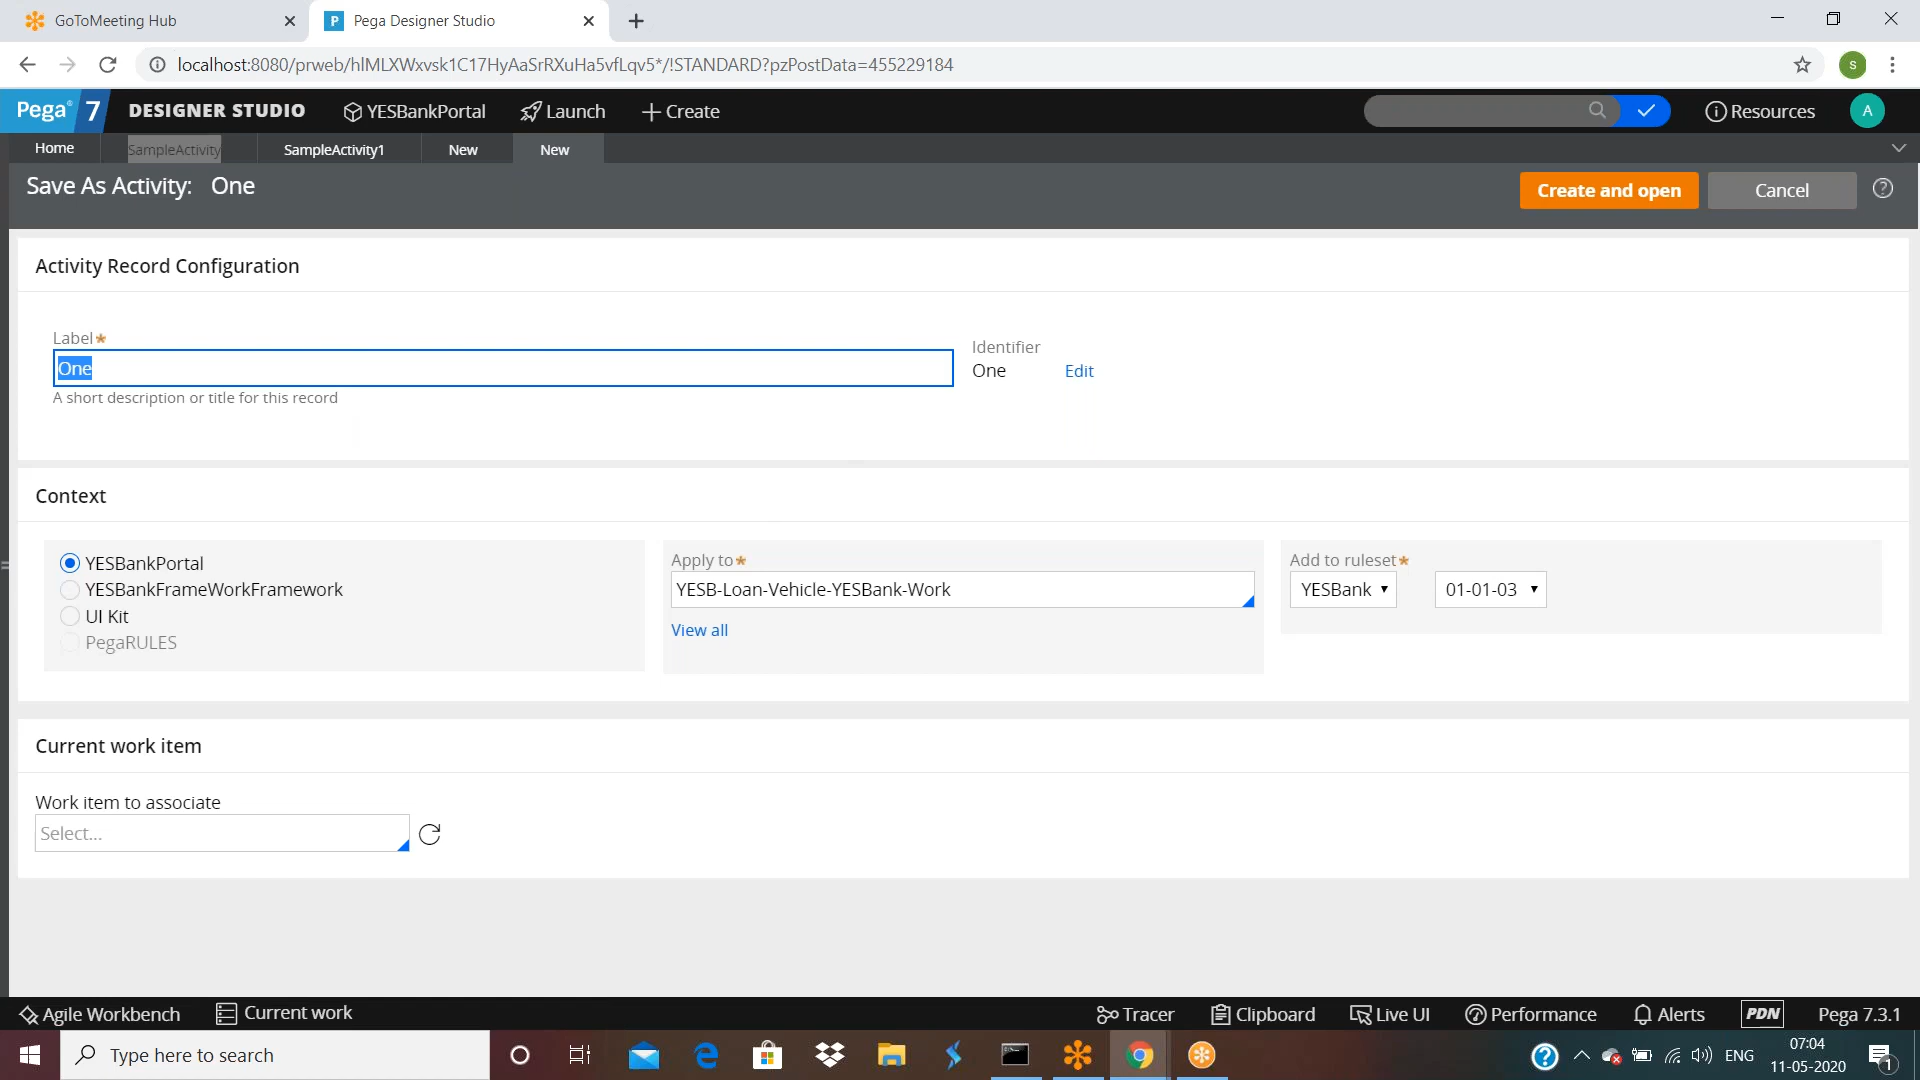 GoToMeeting Hub
P Pega Designer Studio
localhost:8080/prweb/hIMLXWxvsk1C17HyAaSrRXuHa5vfLqv5*/!STANDARD?pzPostData=455229184
s
Pega® 7 DESIGNER STUDIO YESBankPortal Launch Create Resources A
Home SampleActivity SampleActivity1 New New
Save As Activity: One
Create and open Cancel
Activity Record Configuration
Label*
One
A short description or title for this record
Identifier
One Edit
Context
YESBankPortal
YESBankFrameWorkFramework
UI Kit
PegaRULES
Apply to*
YESB-Loan-Vehicle-YESBank-Work
View all
Add to ruleset*
YESBank 01-01-03
Current work item
Work item to associate
Select...
Agile Workbench Current work Tracer Clipboard Live UI Performance Alerts PDN Pega 7.3.1
Type here to search
ENG
07:04
11-05-2020
1